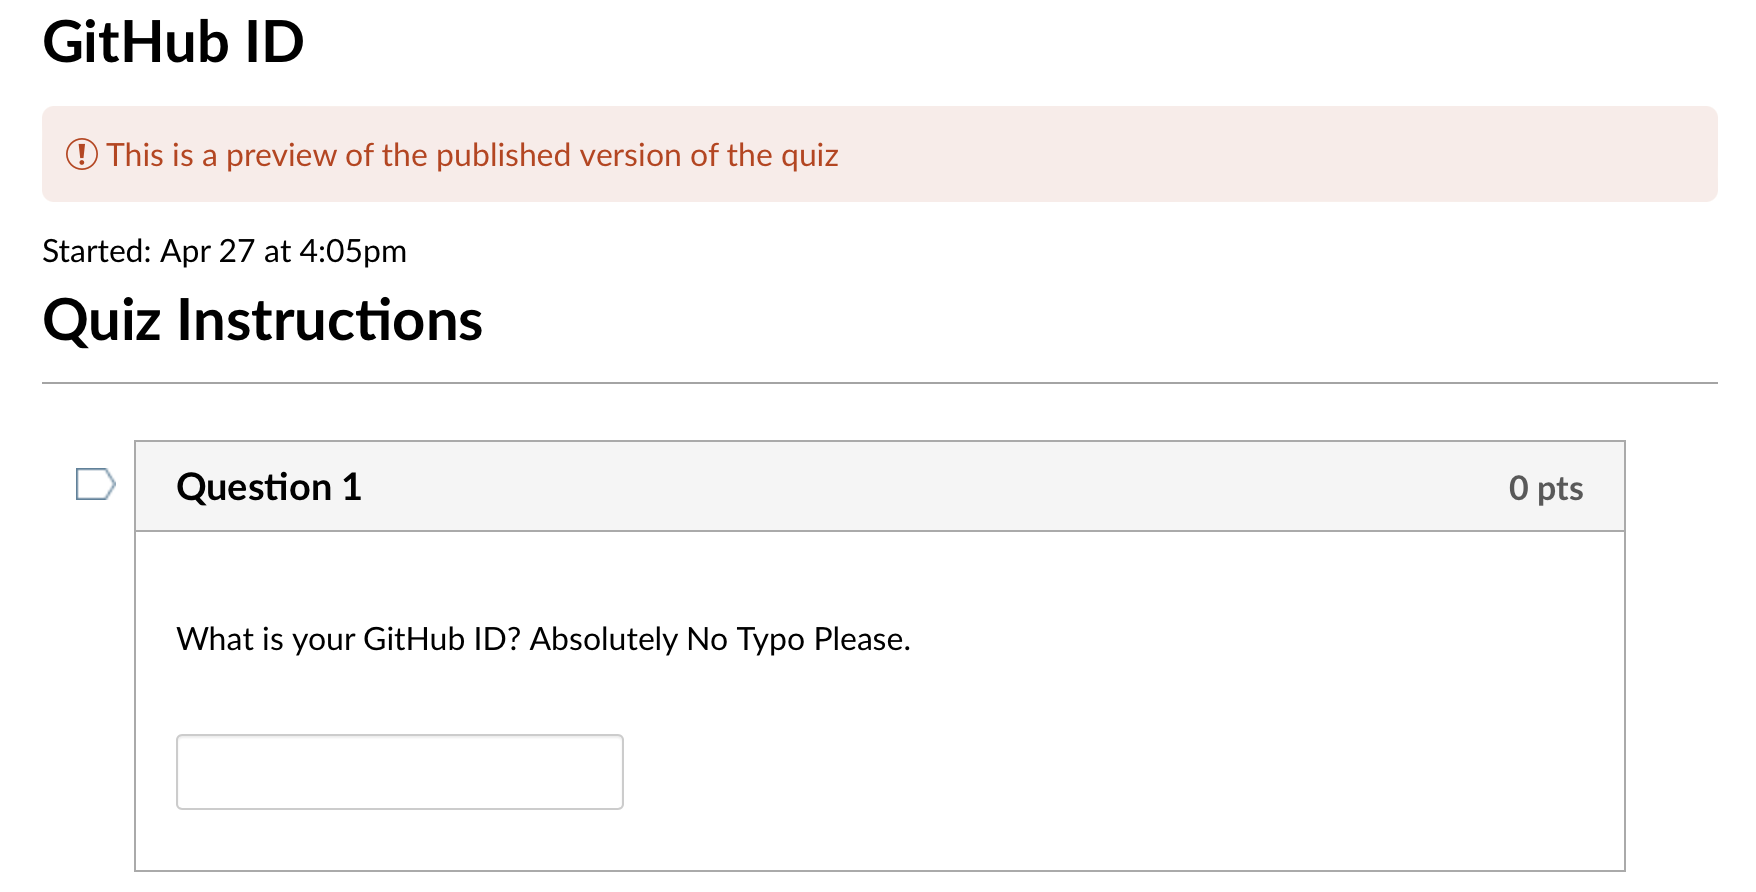 GitHub ID
This is a preview of the published version of the quiz
Started: Apr 27 at 4:05pm
Quiz Instructions
Question 1
0 pts
What is your GitHub ID? Absolutely No Typo Please.